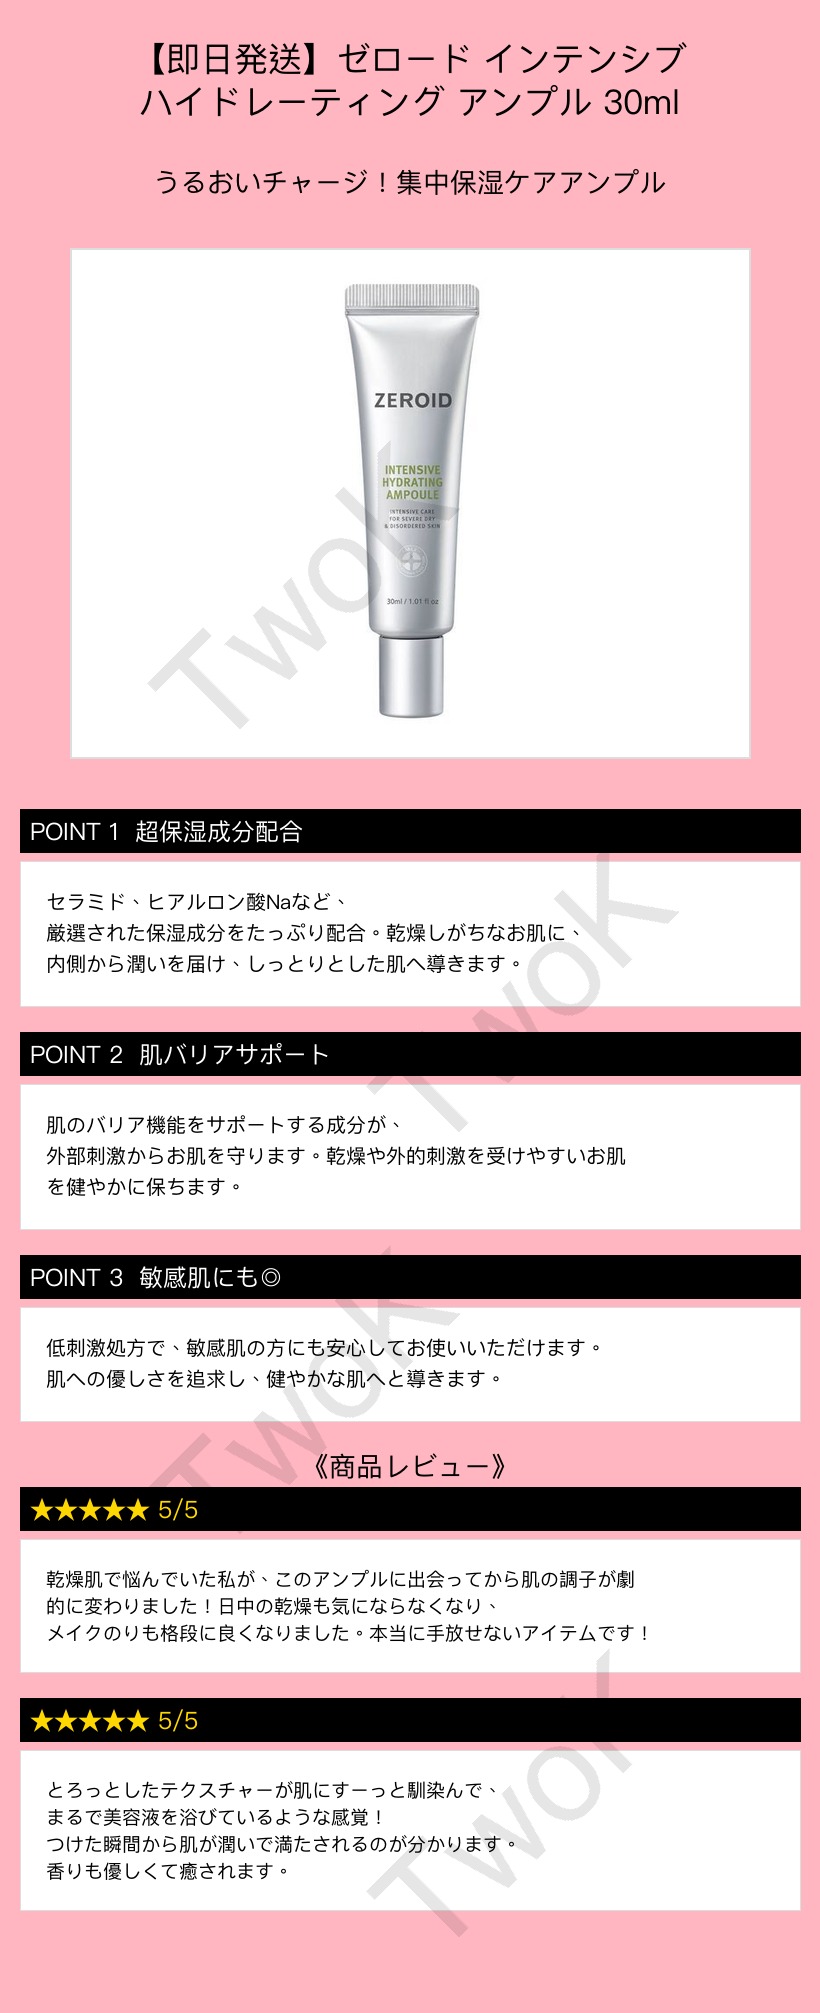 【即日発送】ゼロード インテンシブ
ハイドレーティング アンプル 30ml
うるおいチャージ！集中保湿ケアアンプル
ZEROID
INTENSIVE
HYDRATING
AMPOULE
INTENSIVE CARE
FOR SEVERE DRY
& DISORDERED SKIN
30ml / 1.01 fl oz
TwoK
POINT 1 超保湿成分配合
セラミド、ヒアルロン酸Naなど、
厳選された保湿成分をたっぷり配合。乾燥しがちなお肌に、
内側から潤いを届け、しっとりとした肌へ導きます。
TwoK
POINT 2 肌バリアサポート
肌のバリア機能をサポートする成分が、
外部刺激からお肌を守ります。乾燥や外的刺激を受けやすいお肌
を健やかに保ちます。
POINT 3 敏感肌にも◎
低刺激処方で、敏感肌の方にも安心してお使いいただけます。
肌への優しさを追求し、健やかな肌へと導きます。
TwoK
《商品レビュー》
★★★★★ 5/5
乾燥肌で悩んでいた私が、このアンプルに出会ってから肌の調子が劇
的に変わりました！日中の乾燥も気にならなくなり、
メイクのりも格段に良くなりました。本当に手放せないアイテムです！
★★★★★ 5/5
とろっとしたテクスチャーが肌にすーっと馴染んで、
まるで美容液を浴びているような感覚！
つけた瞬間から肌が潤いで満たされるのが分かります。
香りも優しくて癒されます。
TwoK